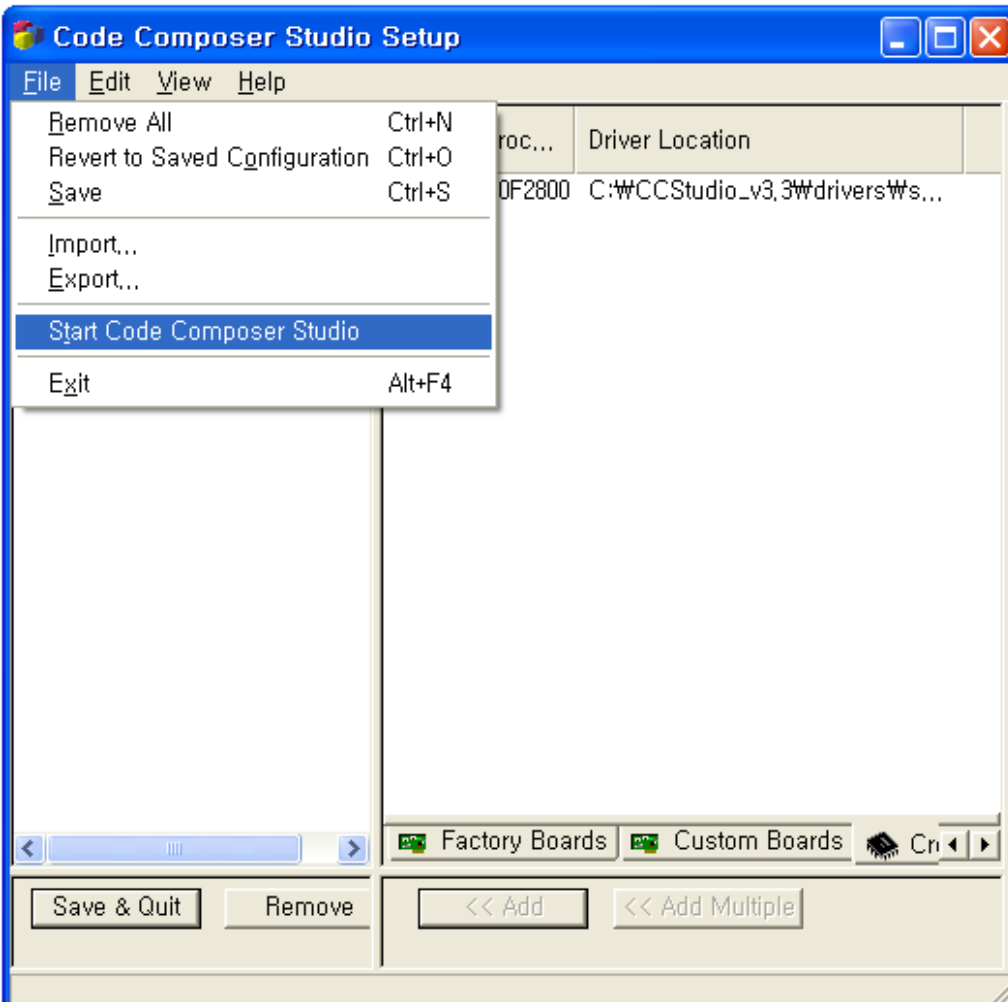 Code Composer Studio Setup
File Edit View Help
Remove All Ctrl+N
Revert to Saved Configuration Ctrl+O
Save Ctrl+S
Import...
Export...
Start Code Composer Studio
Exit Alt+F4
roc... Driver Location
0F2800 C:₩CCStudio_v3.3₩drivers₩s...
Factory Boards Custom Boards Cr
Save & Quit Remove << Add << Add Multiple